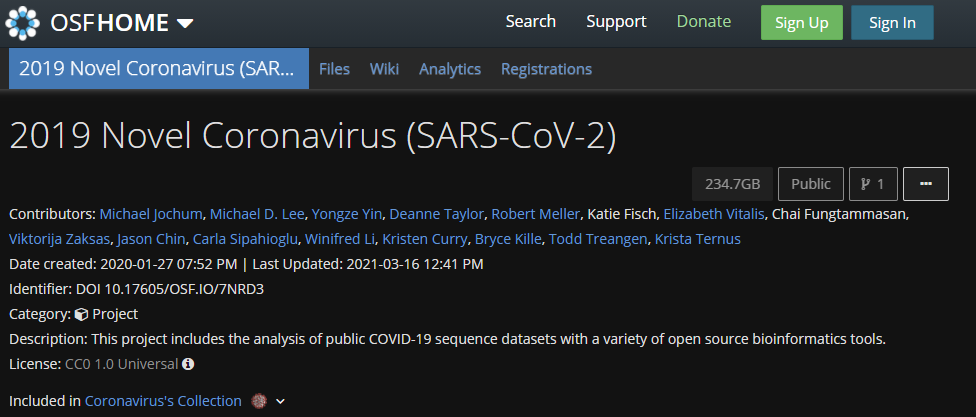 OSFHOME Search Support Donate Sign Up Sign In
2019 Novel Coronavirus (SAR... Files Wiki Analytics Registrations
2019 Novel Coronavirus (SARS-CoV-2)
234.7GB Public 1 ...
Contributors: Michael Jochum, Michael D. Lee, Yongze Yin, Deanne Taylor, Robert Meller, Katie Fisch, Elizabeth Vitalis, Chai Fungtammasan,
Viktorija Zaksas, Jason Chin, Carla Sipahioglu, Winifred Li, Kristen Curry, Bryce Kille, Todd Treangen, Krista Ternus
Date created: 2020-01-27 07:52 PM | Last Updated: 2021-03-16 12:41 PM
Identifier: DOI 10.17605/OSF.IO/7NRD3
Category: Project
Description: This project includes the analysis of public COVID-19 sequence datasets with a variety of open source bioinformatics tools.
License: CC0 1.0 Universal
Included in Coronavirus's Collection